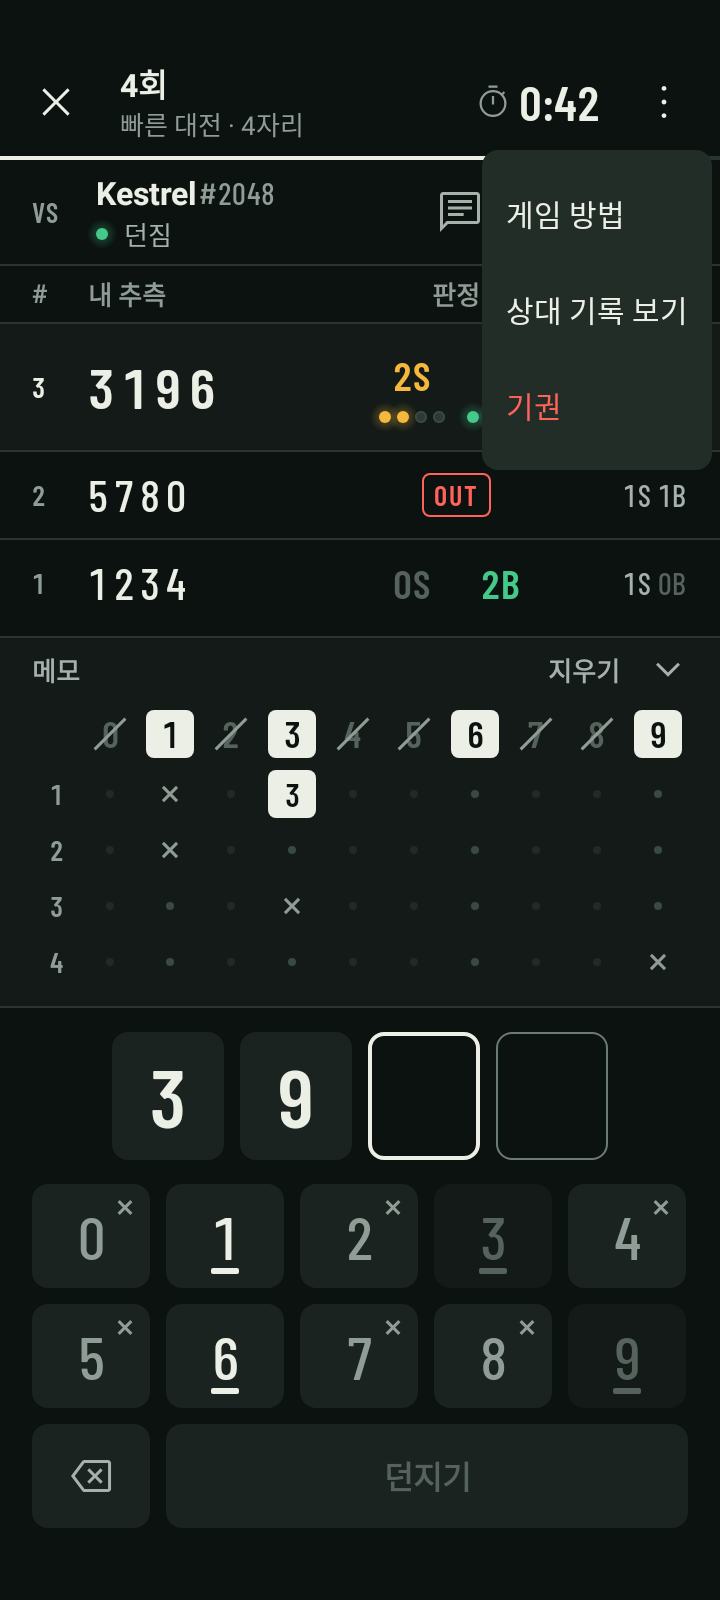 4회
빠른 대전 · 4자리
0:42
VS Kestrel #2048
던짐
게임 방법
상대 기록 보기
기권
# 내 추측 판정
3 3196 2S
2 5780 OUT 1S 1B
1 1234 0S 2B 1S 0B
메모 지우기
0 1 2 3 4 5 6 7 8 9
1 × 3
2 ×
3 ×
4 ×
3 9
0 × 1 2 × 3 4 ×
5 × 6 7 × 8 × 9
던지기